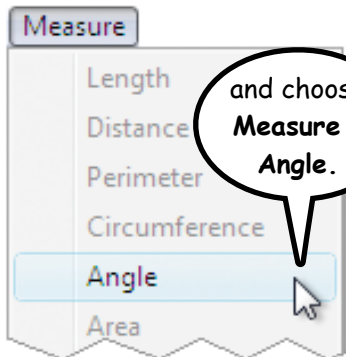 Measure
Length
Distance
Perimeter
Circumference
Angle
Area
and choos
Measure
Angle.